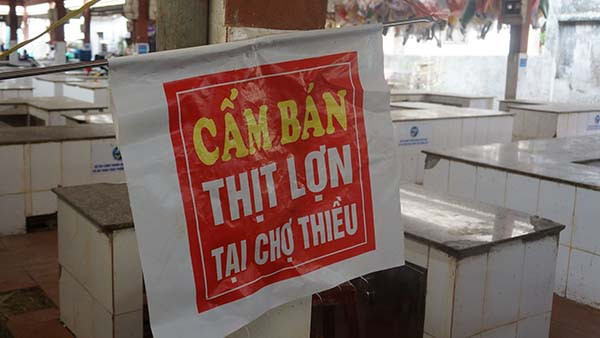 CẤM BÁN
THỊT LỢN
TẠI CHỢ THIỀU